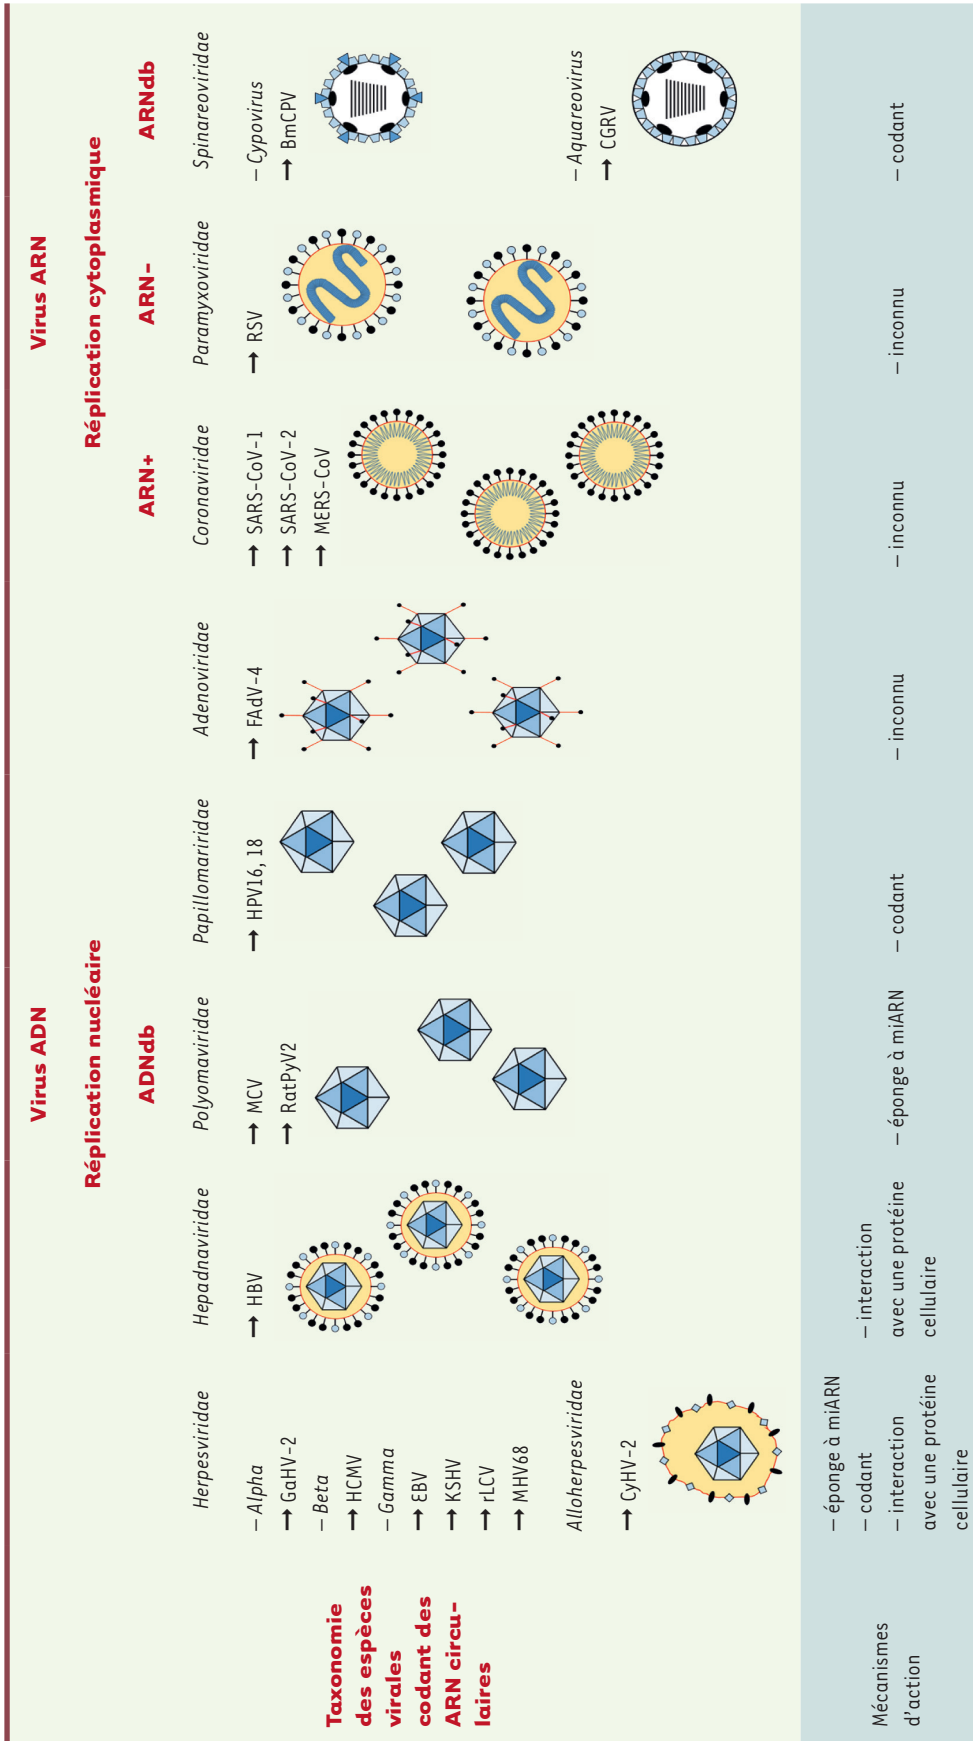 Virus ADN
Virus ARN
Réplication nucléaire
Réplication cytoplasmique
ADNdb
ARN+
ARN–
ARNdb
Taxonomie
des espèces
virales
codant des
ARN circu-
laires
Herpesviridae
– Alpha
→ GaHV-2
– Beta
→ HCMV
– Gamma
→ EBV
→ KSHV
→ rLCV
→ MHV68
Alloherpesviridae
→ CyHV-2
Hepadnaviridae
→ HBV
Polyomaviridae
→ MCV
→ RatPyV2
Papillomariridae
→ HPV16, 18
Adenoviridae
→ FAdV-4
Coronaviridae
→ SARS-CoV-1
→ SARS-CoV-2
→ MERS-CoV
Paramyxoviridae
→ RSV
Spinareoviridae
– Cypovirus
→ BmCPV
– Aquareovirus
→ CGRV
Mécanismes
d'action
– éponge à miARN
– codant
– interaction
avec une protéine
cellulaire
– interaction
avec une protéine
cellulaire
– éponge à miARN
– codant
– inconnu
– inconnu
– inconnu
– codant